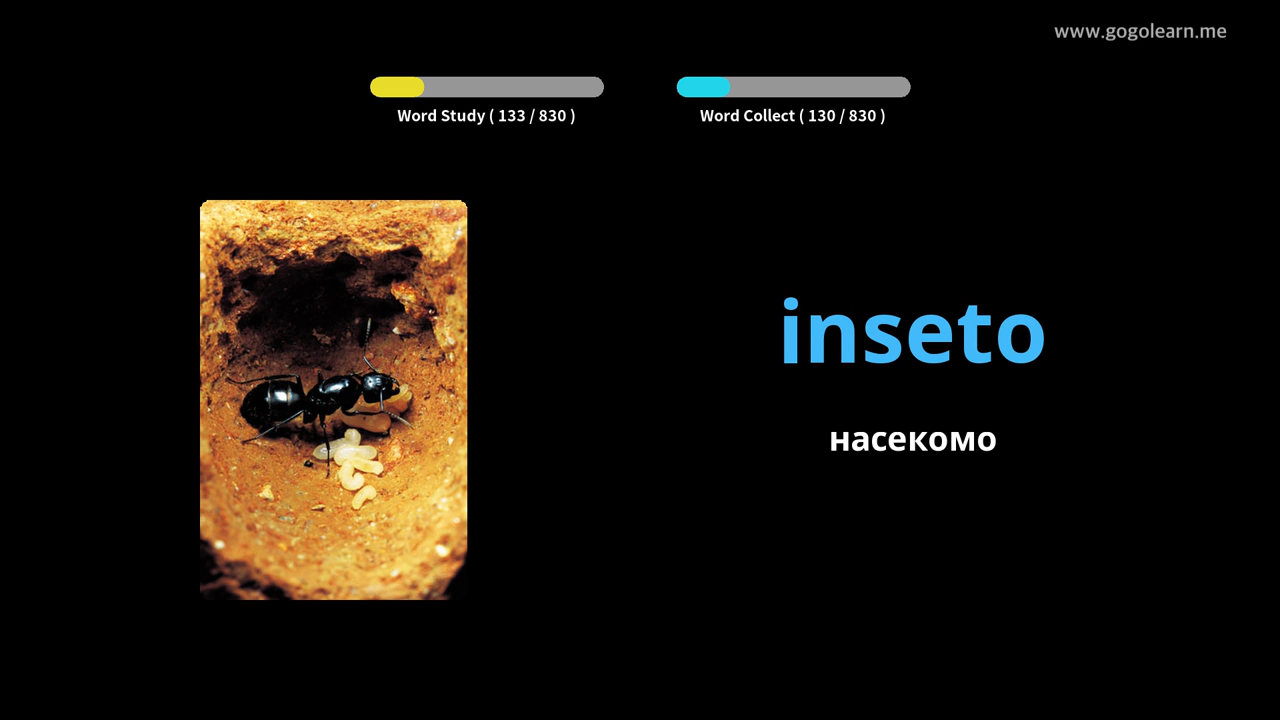 www.gogolearn.me
Word Study ( 133 / 830 )
Word Collect ( 130 / 830 )
inseto
насекомо